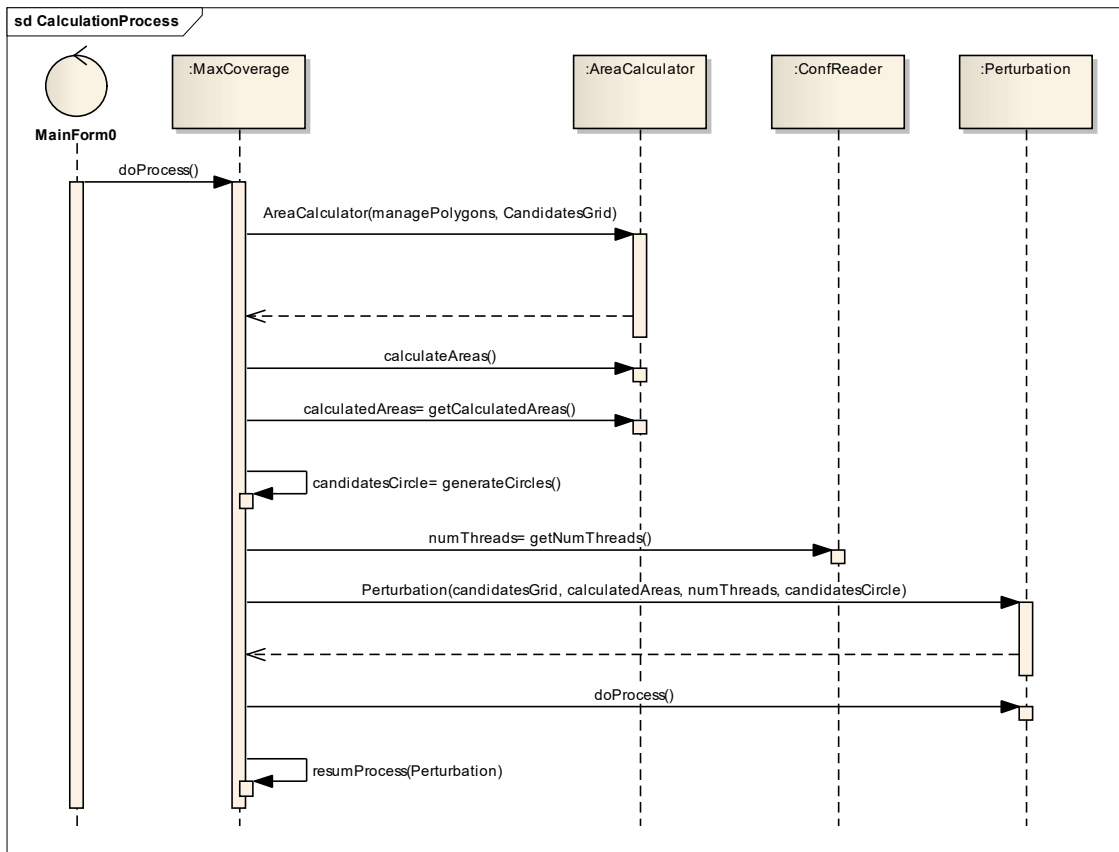 sd CalculationProcess
MainForm0
:MaxCoverage
:AreaCalculator
:ConfReader
:Perturbation
doProcess()
AreaCalculator(managePolygons, CandidatesGrid)
calculateAreas()
calculatedAreas= getCalculatedAreas()
candidatesCircle= generateCircles()
numThreads= getNumThreads()
Perturbation(candidatesGrid, calculatedAreas, numThreads, candidatesCircle)
doProcess()
resumProcess(Perturbation)